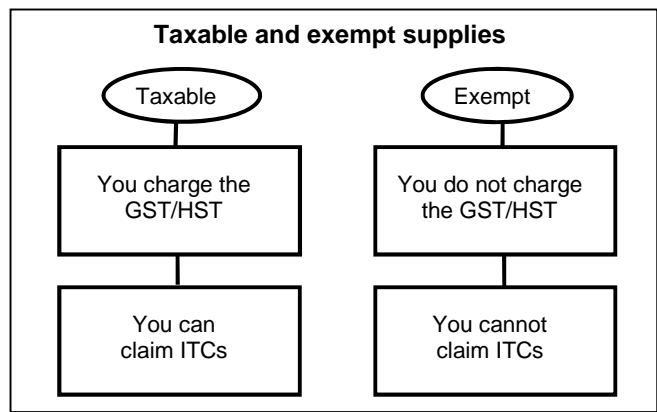 Taxable and exempt supplies
Taxable
You charge the
GST/HST
You can
claim ITCs
Exempt
You do not charge
the GST/HST
You cannot
claim ITCs